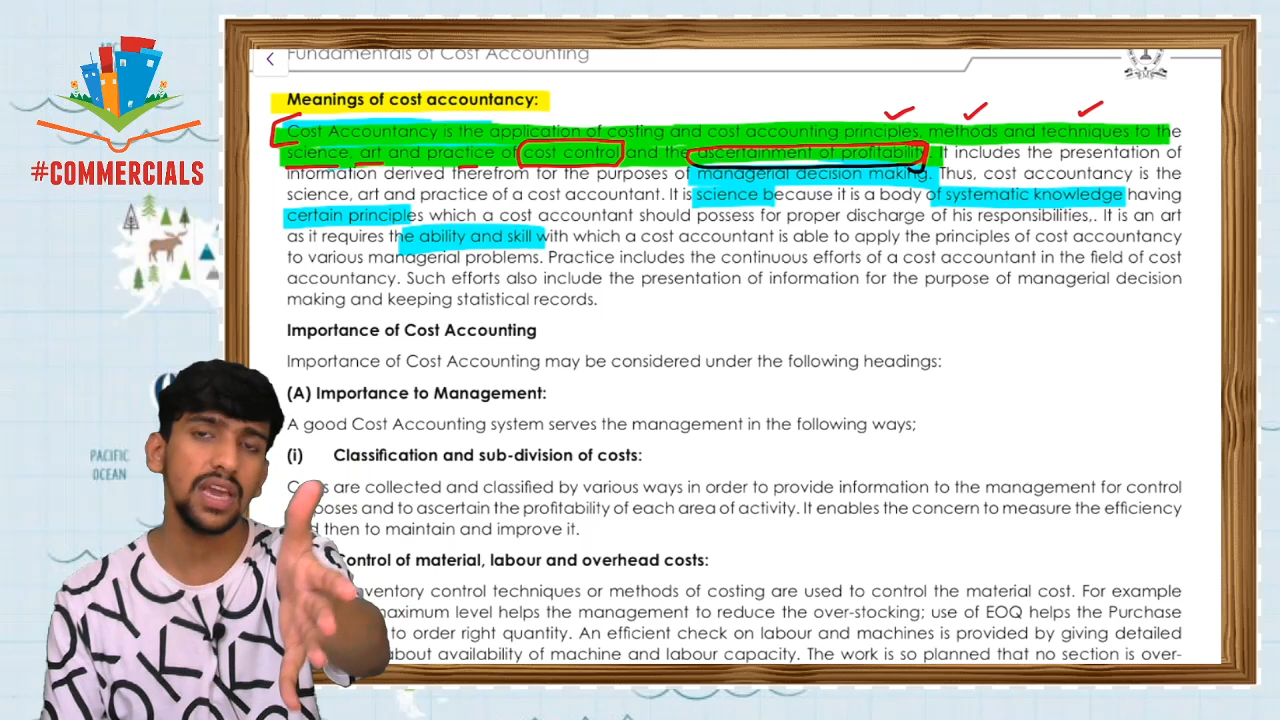 #COMMERCIALS
PACIFIC
OCEAN
Fundamentals of Cost Accounting
Meanings of cost accountancy:
Cost Accountancy is the application of costing and cost accounting principles, methods and techniques to the
science, art and practice of cost control and the ascertainment of profitability. It includes the presentation of
information derived therefrom for the purposes of managerial decision making. Thus, cost accountancy is the
science, art and practice of a cost accountant. It is science because it is a body of systematic knowledge having
certain principles which a cost accountant should possess for proper discharge of his responsibilities,. It is an art
as it requires the ability and skill with which a cost accountant is able to apply the principles of cost accountancy
to various managerial problems. Practice includes the continuous efforts of a cost accountant in the field of cost
accountancy. Such efforts also include the presentation of information for the purpose of managerial decision
making and keeping statistical records.
Importance of Cost Accounting
Importance of Cost Accounting may be considered under the following headings:
(A) Importance to Management:
A good Cost Accounting system serves the management in the following ways;
(i) Classification and sub-division of costs:
are collected and classified by various ways in order to provide information to the management for control
and to ascertain the profitability of each area of activity. It enables the concern to measure the efficiency
then to maintain and improve it.
of material, labour and overhead costs:
control techniques or methods of costing are used to control the material cost. For example
level helps the management to reduce the over-stocking; use of EOQ helps the Purchase
to order right quantity. An efficient check on labour and machines is provided by giving detailed
about availability of machine and labour capacity. The work is so planned that no section is over-